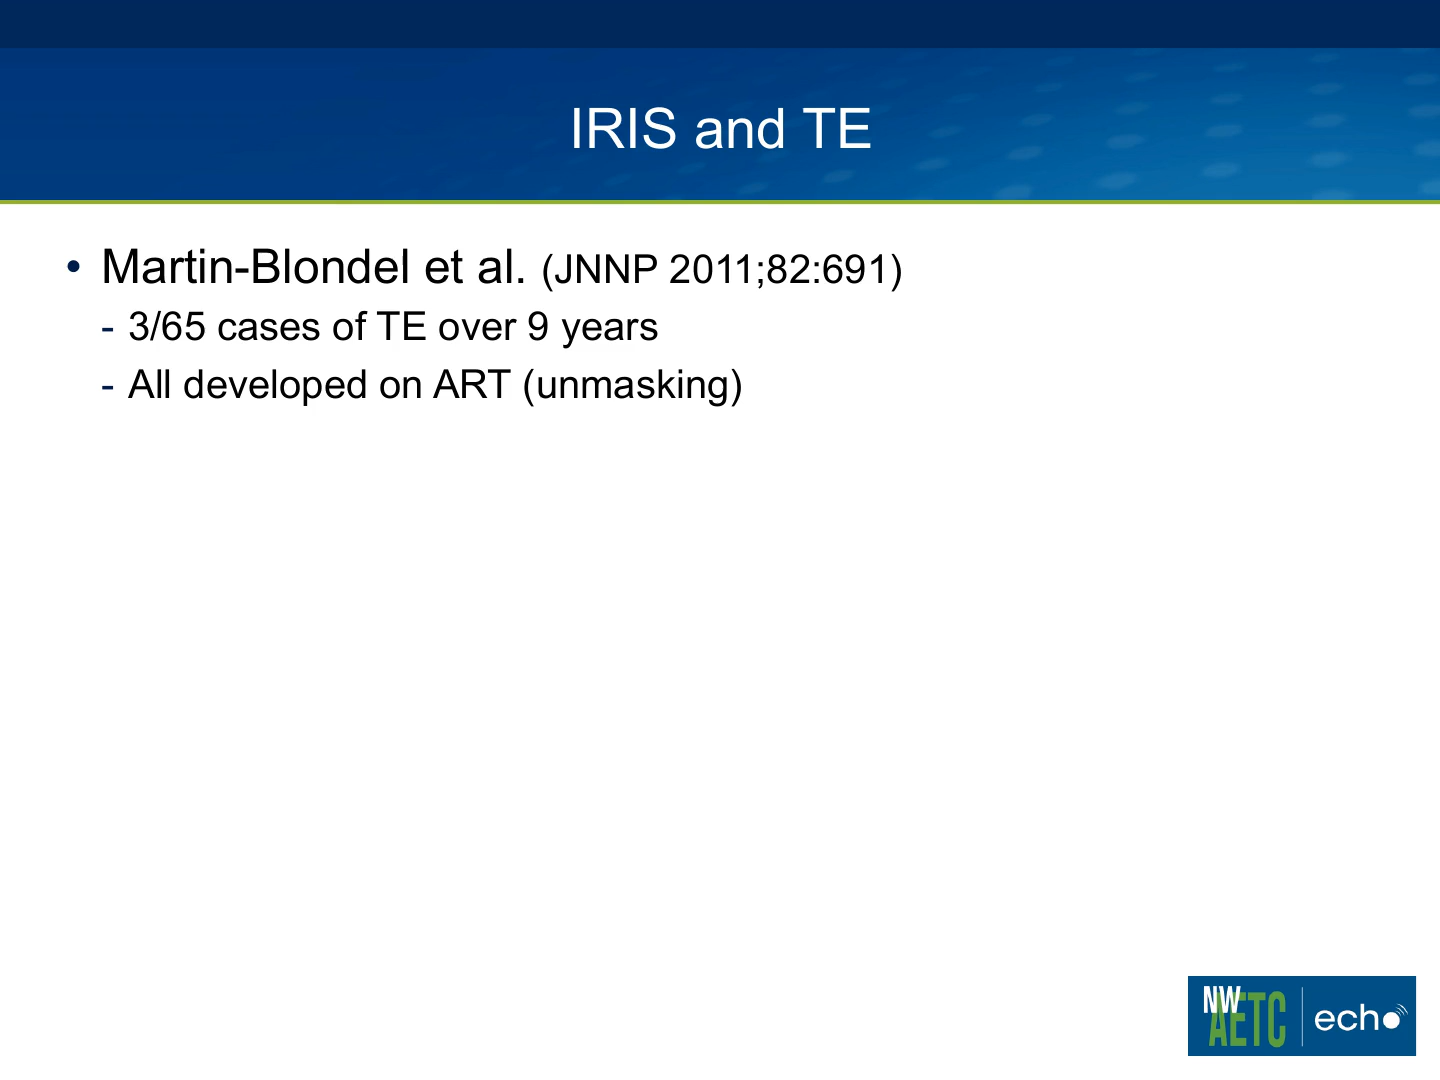 IRIS and TE
• Martin-Blondel et al. (JNNP 2011;82:691)
- 3/65 cases of TE over 9 years
- All developed on ART (unmasking)
NW
AETC
echo